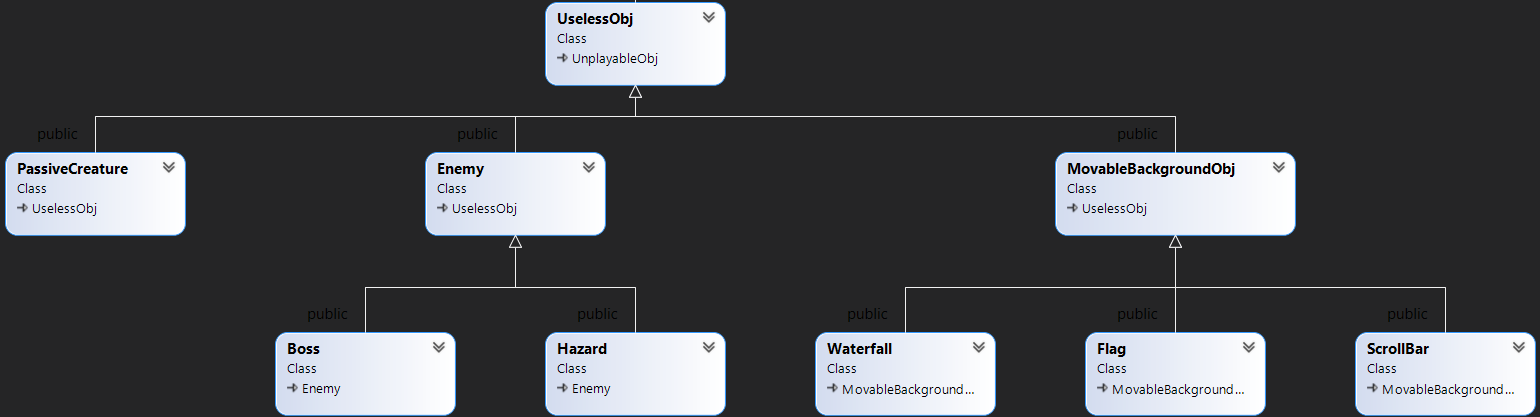 UselessObj
Class
UnplayableObj
public
public
public
PassiveCreature
Class
UselessObj
Enemy
Class
UselessObj
MovableBackgroundObj
Class
UselessObj
public
public
public
public
public
Boss
Class
Enemy
Hazard
Class
Enemy
Waterfall
Class
MovableBackground...
Flag
Class
MovableBackground...
ScrollBar
Class
MovableBackground...